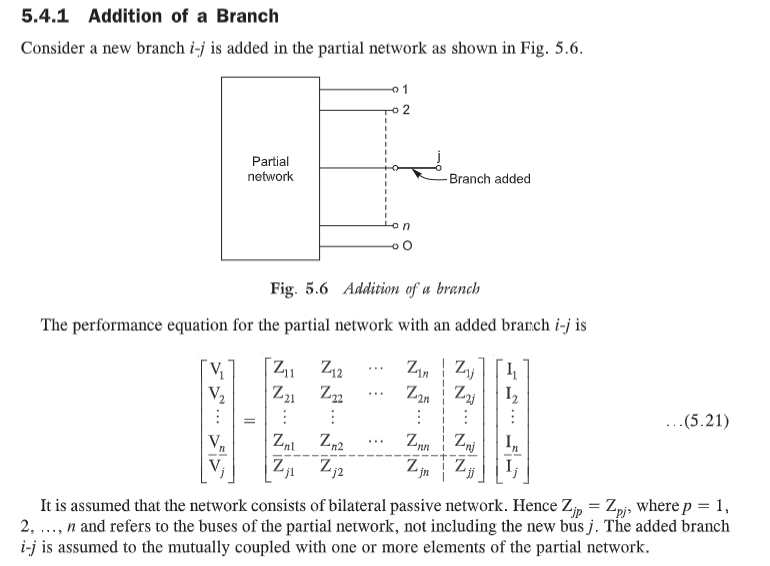 5.4.1 Addition of a Branch
Consider a new branch i-j is added in the partial network as shown in Fig. 5.6.
1
2
Partial
network
j
Branch added
n
O
Fig. 5.6 Addition of a branch
The performance equation for the partial network with an added branch i-j is
V₁ Z₁₁ Z₁₂ ⋯ Z₁ₙ Z₁ⱼ I₁
V₂ Z₂₁ Z₂₂ ⋯ Z₂ₙ Z₂ⱼ I₂
⋮ = ⋮ ⋮ ⋮ ⋮ ⋮ ...(5.21)
Vₙ Zₙ₁ Zₙ₂ ⋯ Zₙₙ Zₙⱼ Iₙ
Vⱼ Zⱼ₁ Zⱼ₂ Zⱼₙ Zⱼⱼ Iⱼ
It is assumed that the network consists of bilateral passive network. Hence Zⱼₚ = Zₚⱼ, where p = 1,
2, ..., n and refers to the buses of the partial network, not including the new bus j. The added branch
i-j is assumed to the mutually coupled with one or more elements of the partial network.